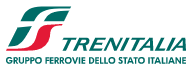 TRENITALIA
GRUPPO FERROVIE DELLO STATO ITALIANE